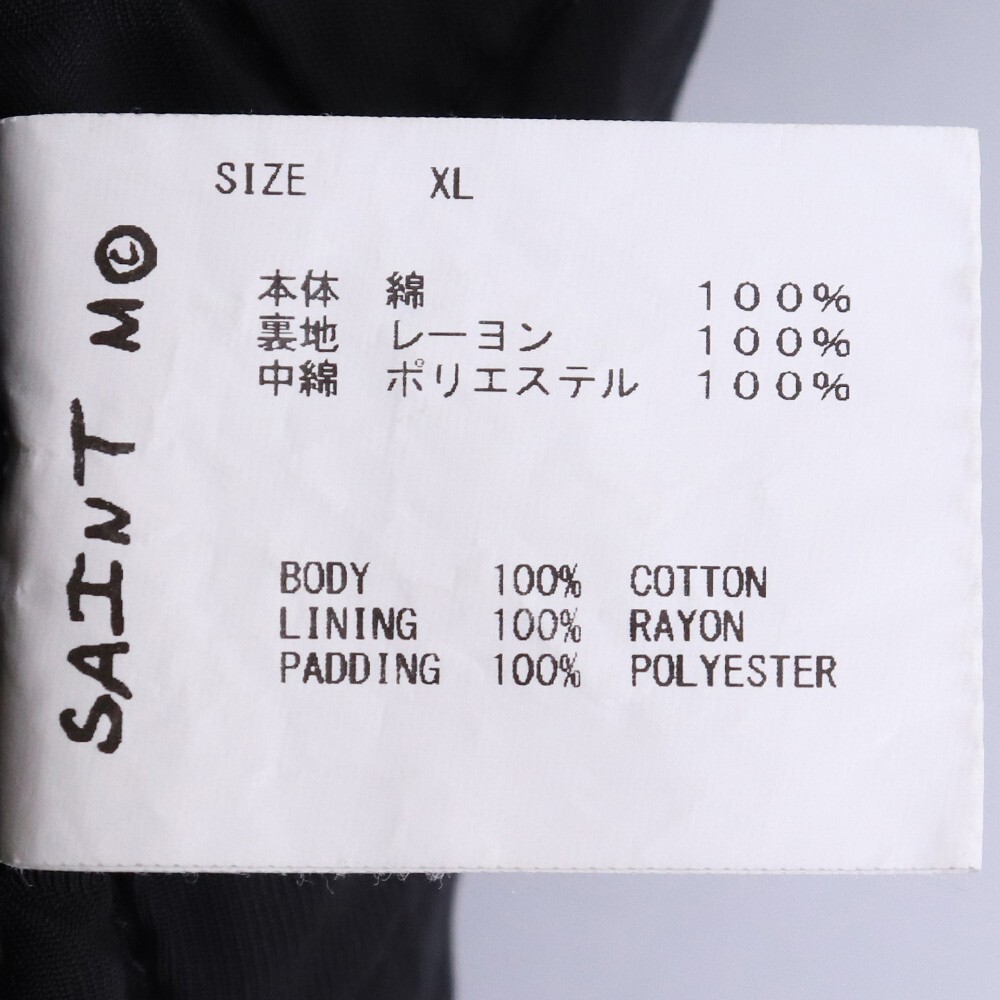 SIZE XL
本体 綿 100%
裏地 レーヨン 100%
中綿 ポリエステル 100%
BODY 100% COTTON
LINING 100% RAYON
PADDING 100% POLYESTER
SAINT M©